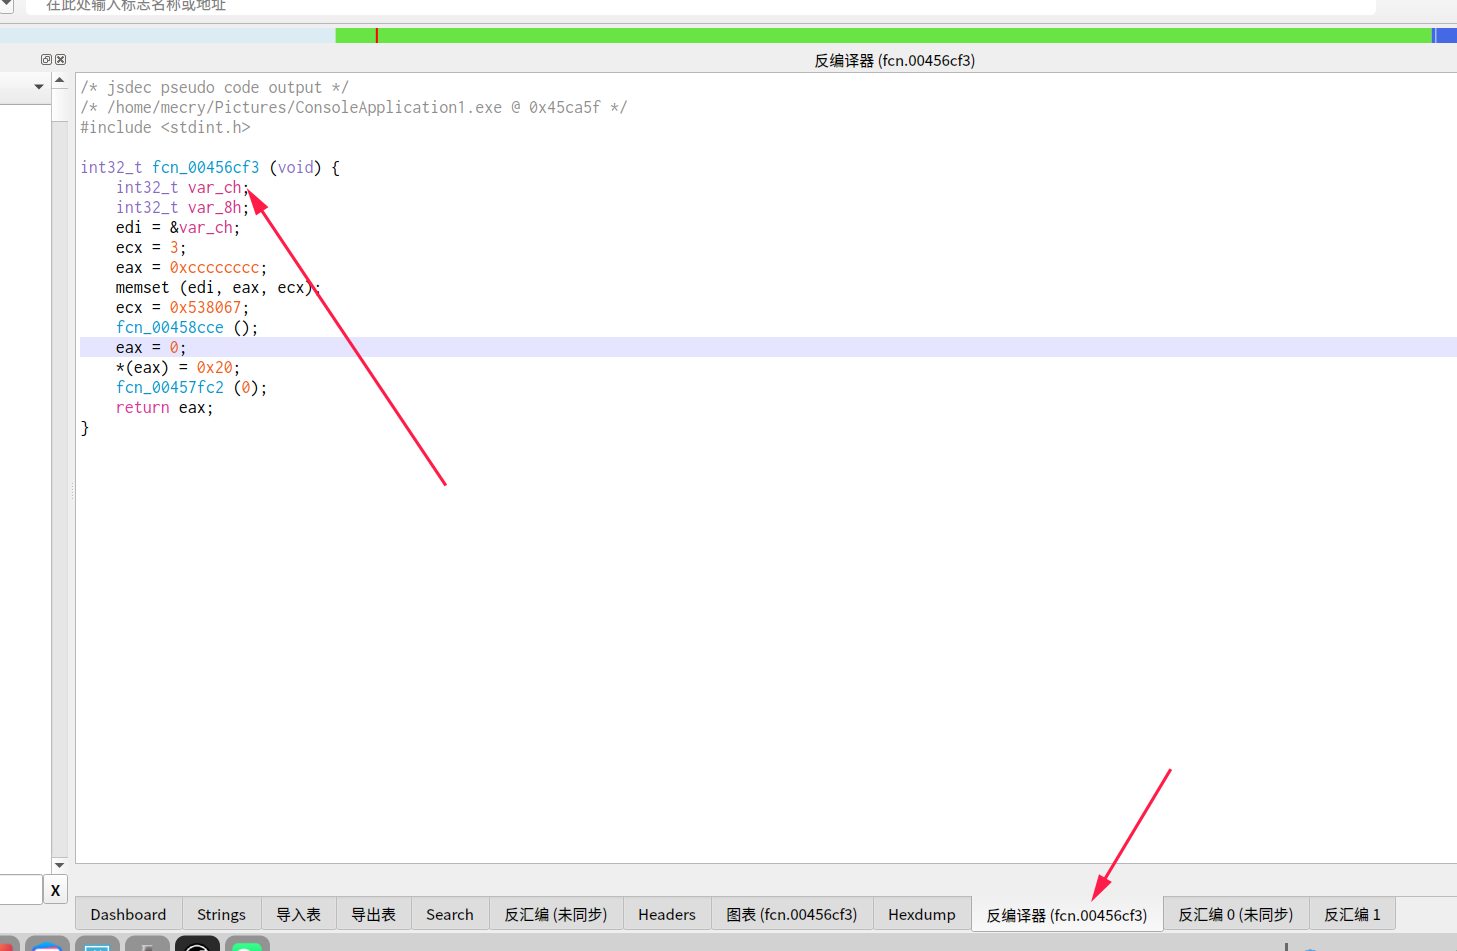 在此处输入标志名称或地址
反编译器 (fcn.00456cf3)
/* jsdec pseudo code output */
/* /home/mecry/Pictures/ConsoleApplication1.exe @ 0x45ca5f */
#include <stdint.h>
int32_t fcn_00456cf3 (void) {
int32_t var_ch;
int32_t var_8h;
edi = &var_ch;
ecx = 3;
eax = 0xcccccccc;
memset (edi, eax, ecx);
ecx = 0x538067;
fcn_00458cce ();
eax = 0;
*(eax) = 0x20;
fcn_00457fc2 (0);
return eax;
}
X
Dashboard Strings 导入表 导出表 Search 反汇编 (未同步) Headers 图表 (fcn.00456cf3) Hexdump 反编译器 (fcn.00456cf3) 反汇编 0 (未同步) 反汇编 1